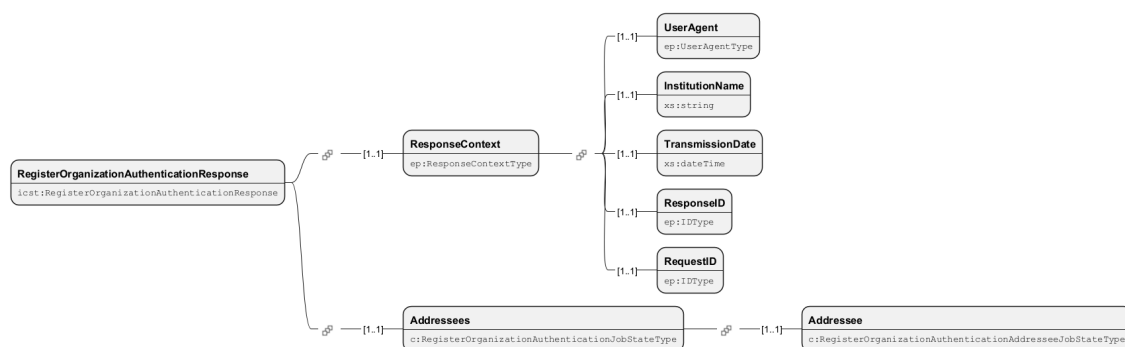 UserAgent
[1..1]
ep:UserAgentType
InstitutionName
[1..1]
xs:string
ResponseContext
[1..1]
ep:ResponseContextType
TransmissionDate
[1..1]
xs:dateTime
RegisterOrganizationAuthenticationResponse
icst:RegisterOrganizationAuthenticationResponse
ResponseID
[1..1]
ep:IDType
RequestID
[1..1]
ep:IDType
Addressees
[1..1]
c:RegisterOrganizationAuthenticationJobStateType
Addressee
[1..1]
c:RegisterOrganizationAuthenticationAddresseeJobStateType